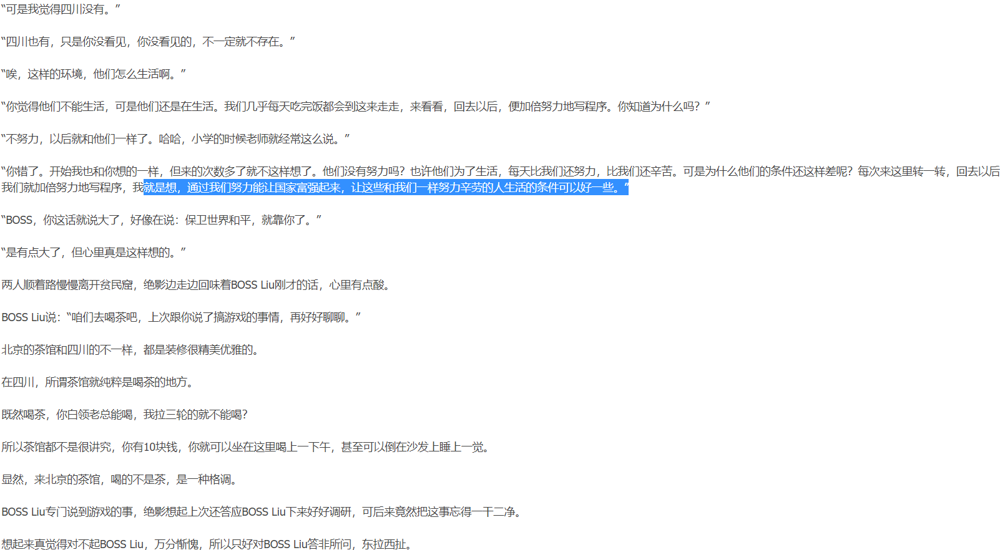 “可是我觉得四川没有。”
“四川也有，只是你没看见，你没看见的，不一定就不存在。”
“唉，这样的环境，他们怎么生活啊。”
“你觉得他们不能生活，可是他们还是在生活。我们几乎每天吃完饭都会到这来走走，来看看，回去以后，便加倍努力地写程序。你知道为什么吗？”
“不努力，以后就和他们一样了。哈哈，小学的时候老师就经常这么说。”
“你错了。开始我也和你想的一样，但来的次数多了就不这样想了。他们没有努力吗？也许他们为了生活，每天比我们还努力，比我们还辛苦。可是为什么他们的条件还这样差呢？每次来这里转一转，回去以后
我们就加倍努力地写程序，我就是想，通过我们努力能让国家富强起来，让这些和我们一样努力辛劳的人生活的条件可以好一些。”
“BOSS，你这话就说大了，好像在说：保卫世界和平，就靠你了。”
“是有点大了，但心里真是这样想的。”
两人顺着路慢慢离开贫民窟，绝影边走边回味着BOSS Liu刚才的话，心里有点酸。
BOSS Liu说：“咱们去喝茶吧，上次跟你说了搞游戏的事情，再好好聊聊。”
北京的茶馆和四川的不一样，都是装修很精美优雅的。
在四川，所谓茶馆就纯粹是喝茶的地方。
既然喝茶，你白领老总能喝，我拉三轮的就不能喝？
所以茶馆都不是很讲究，你有10块钱，你就可以坐在这里喝上一下午，甚至可以倒在沙发上睡上一觉。
显然，来北京的茶馆，喝的不是茶，是一种格调。
BOSS Liu专门说到游戏的事，绝影想起上次还答应BOSS Liu下来好好调研，可后来竟然把这事忘得一干二净。
想起来真觉得对不起BOSS Liu，万分惭愧，所以只好对BOSS Liu答非所问，东拉西扯。